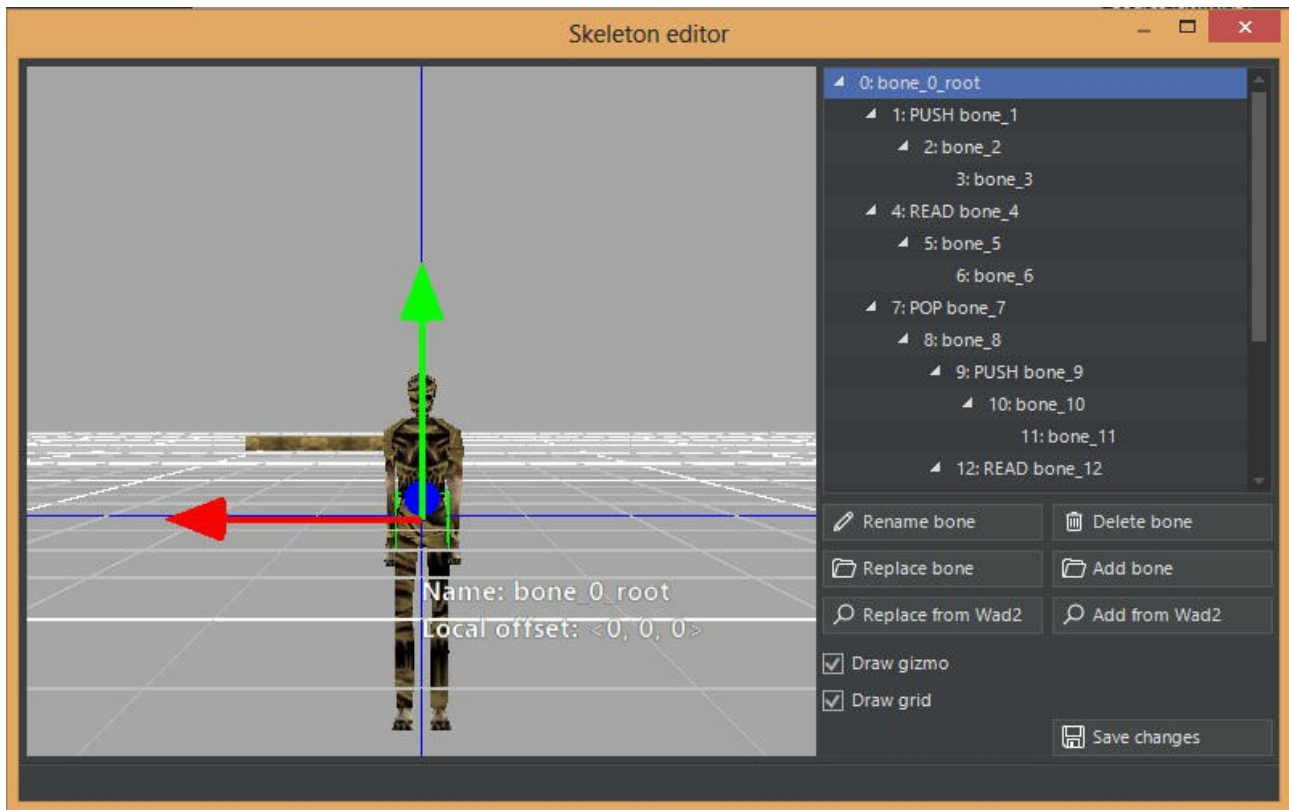 Skeleton editor
0: bone_0_root
1: PUSH bone_1
2: bone_2
3: bone_3
4: READ bone_4
5: bone_5
6: bone_6
7: POP bone_7
8: bone_8
9: PUSH bone_9
10: bone_10
11: bone_11
12: READ bone_12
Name: bone_0_root
Local offset: <0, 0, 0>
Rename bone
Delete bone
Replace bone
Add bone
Replace from Wad2
Add from Wad2
Draw gizmo
Draw grid
Save changes